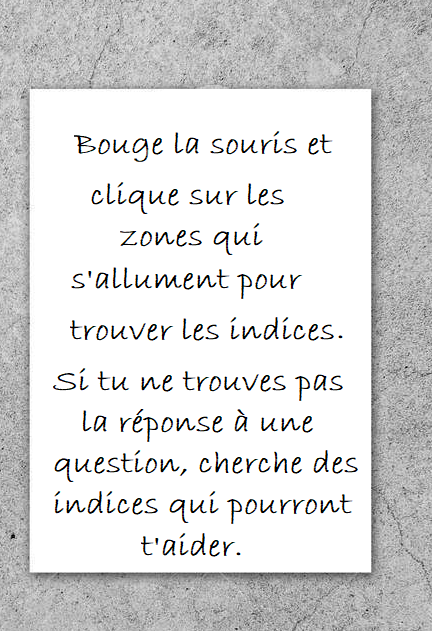 Bouge la souris et
clique sur les
zones qui
s'allument pour
trouver les indices.
Si tu ne trouves pas
la réponse à une
question, cherche des
indices qui pourront
t'aider.